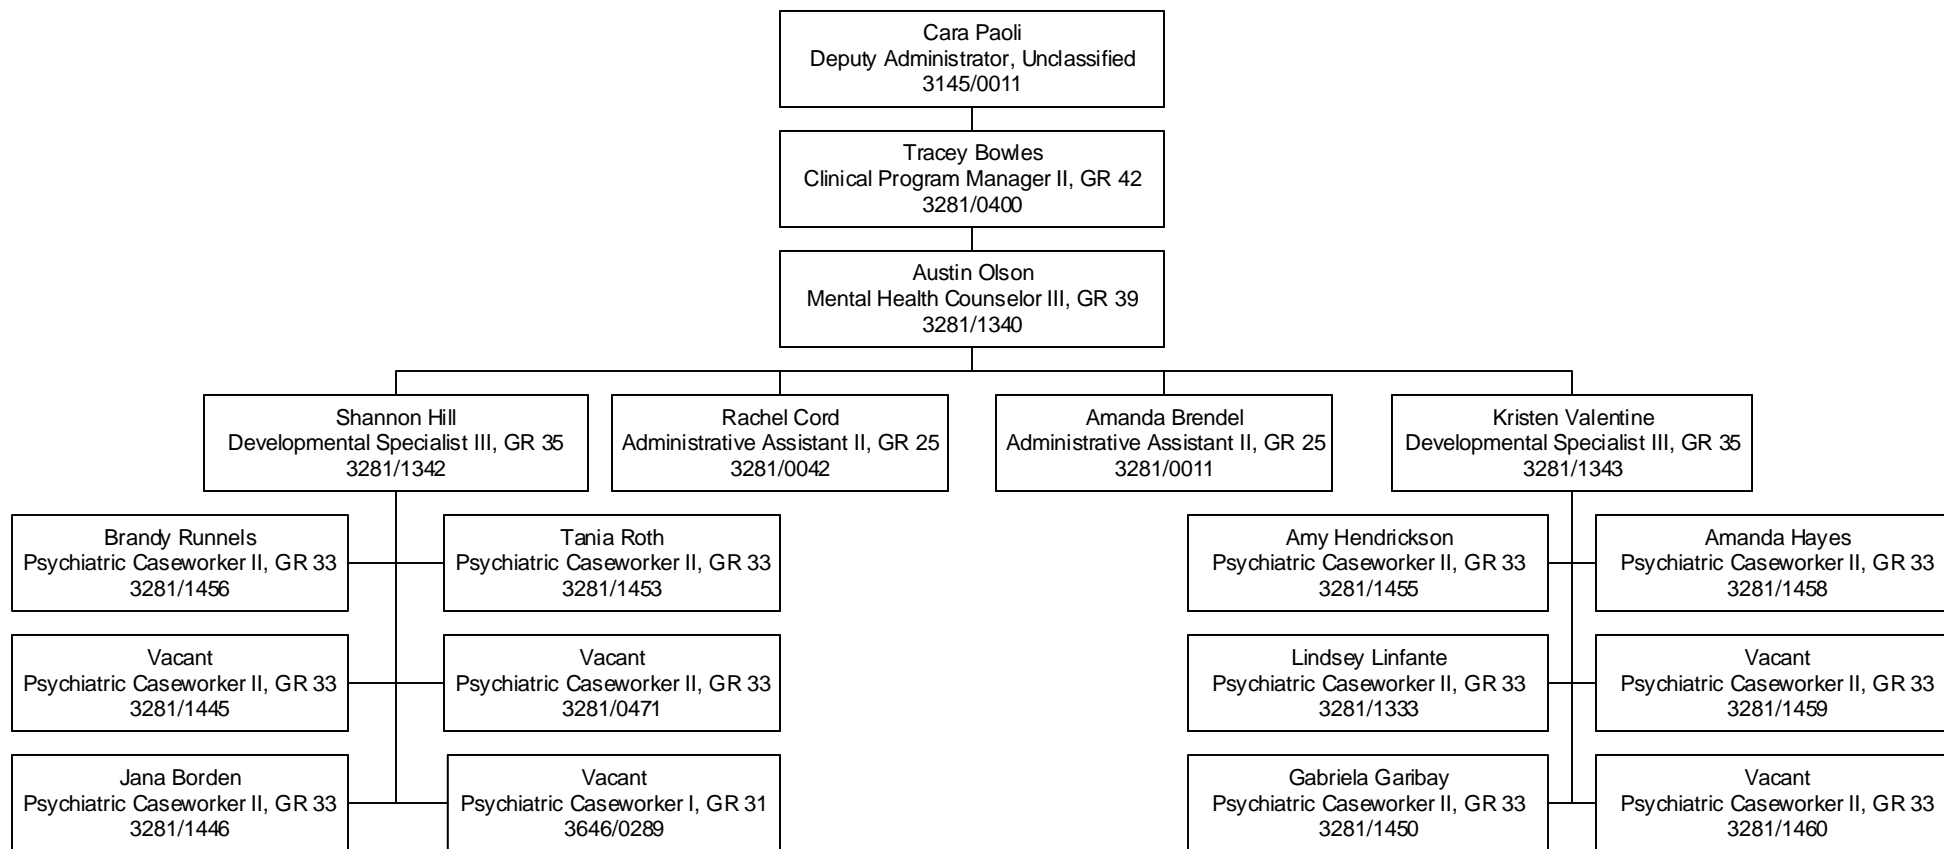 Cara Paoli
Deputy Administrator, Unclassified
3145/0011
Tracey Bowles
Clinical Program Manager II, GR 42
3281/0400
Austin Olson
Mental Health Counselor III, GR 39
3281/1340
Shannon Hill
Developmental Specialist III, GR 35
3281/1342
Rachel Cord
Administrative Assistant II, GR 25
3281/0042
Amanda Brendel
Administrative Assistant II, GR 25
3281/0011
Kristen Valentine
Developmental Specialist III, GR 35
3281/1343
Brandy Runnels
Psychiatric Caseworker II, GR 33
3281/1456
Tania Roth
Psychiatric Caseworker II, GR 33
3281/1453
Amy Hendrickson
Psychiatric Caseworker II, GR 33
3281/1455
Amanda Hayes
Psychiatric Caseworker II, GR 33
3281/1458
Vacant
Psychiatric Caseworker II, GR 33
3281/1445
Vacant
Psychiatric Caseworker II, GR 33
3281/0471
Lindsey Linfante
Psychiatric Caseworker II, GR 33
3281/1333
Vacant
Psychiatric Caseworker II, GR 33
3281/1459
Jana Borden
Psychiatric Caseworker II, GR 33
3281/1446
Vacant
Psychiatric Caseworker I, GR 31
3646/0289
Gabriela Garibay
Psychiatric Caseworker II, GR 33
3281/1450
Vacant
Psychiatric Caseworker II, GR 33
3281/1460